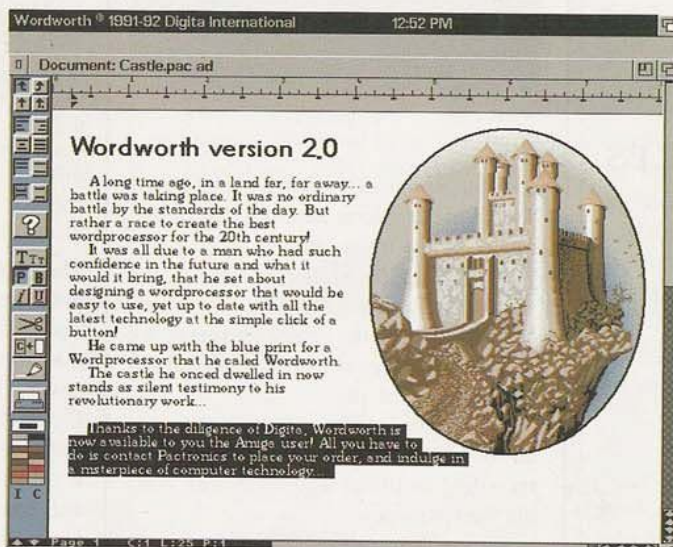 Wordworth ® 1991-92 Digita International 12:52 PM
Document: Castle.pac ad
Wordworth version 2.0
A long time ago, in a land far, far away... a
battle was taking place. It was no ordinary
battle by the standards of the day. But
rather a race to create the best
wordprocessor for the 20th century!
It was all due to a man who had such
confidence in the future and what it
would it bring, that he set about
designing a wordprocessor that would be
easy to use, yet up to date with all the
latest technology at the simple click of a
button!
He came up with the blue print for a
Wordprocessor that he caled Wordworth.
The castle he onced dwelled in now
stands as silent testimony to his
revolutionary work...
Thanks to the diligence of Digita, Wordworth is
now available to you the Amiga user! All you have to
do is contact Pactronics to place your order, and indulge in
a msterpiece of computer technology...
I C
Page 1 C:1 L:25 P:1